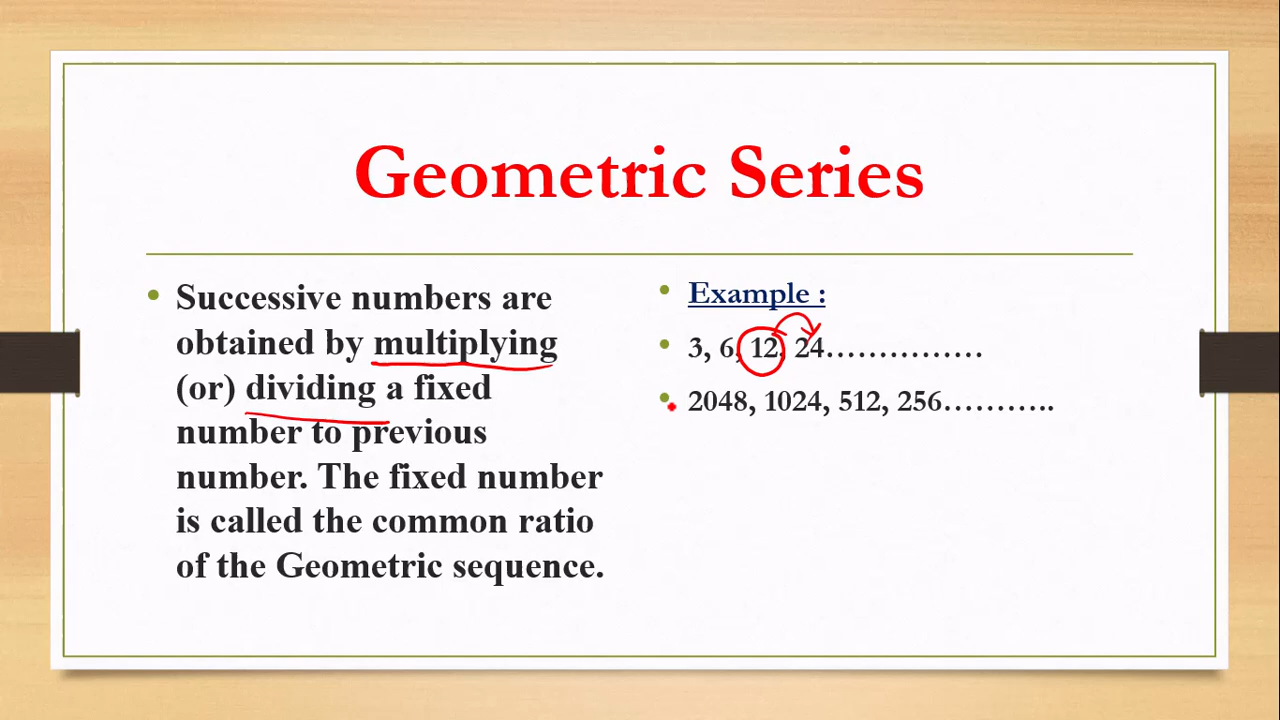 Geometric Series
• Successive numbers are
obtained by multiplying
(or) dividing a fixed
number to previous
number. The fixed number
is called the common ratio
of the Geometric sequence.
• Example :
• 3, 6, 12, 24……………
• 2048, 1024, 512, 256………..